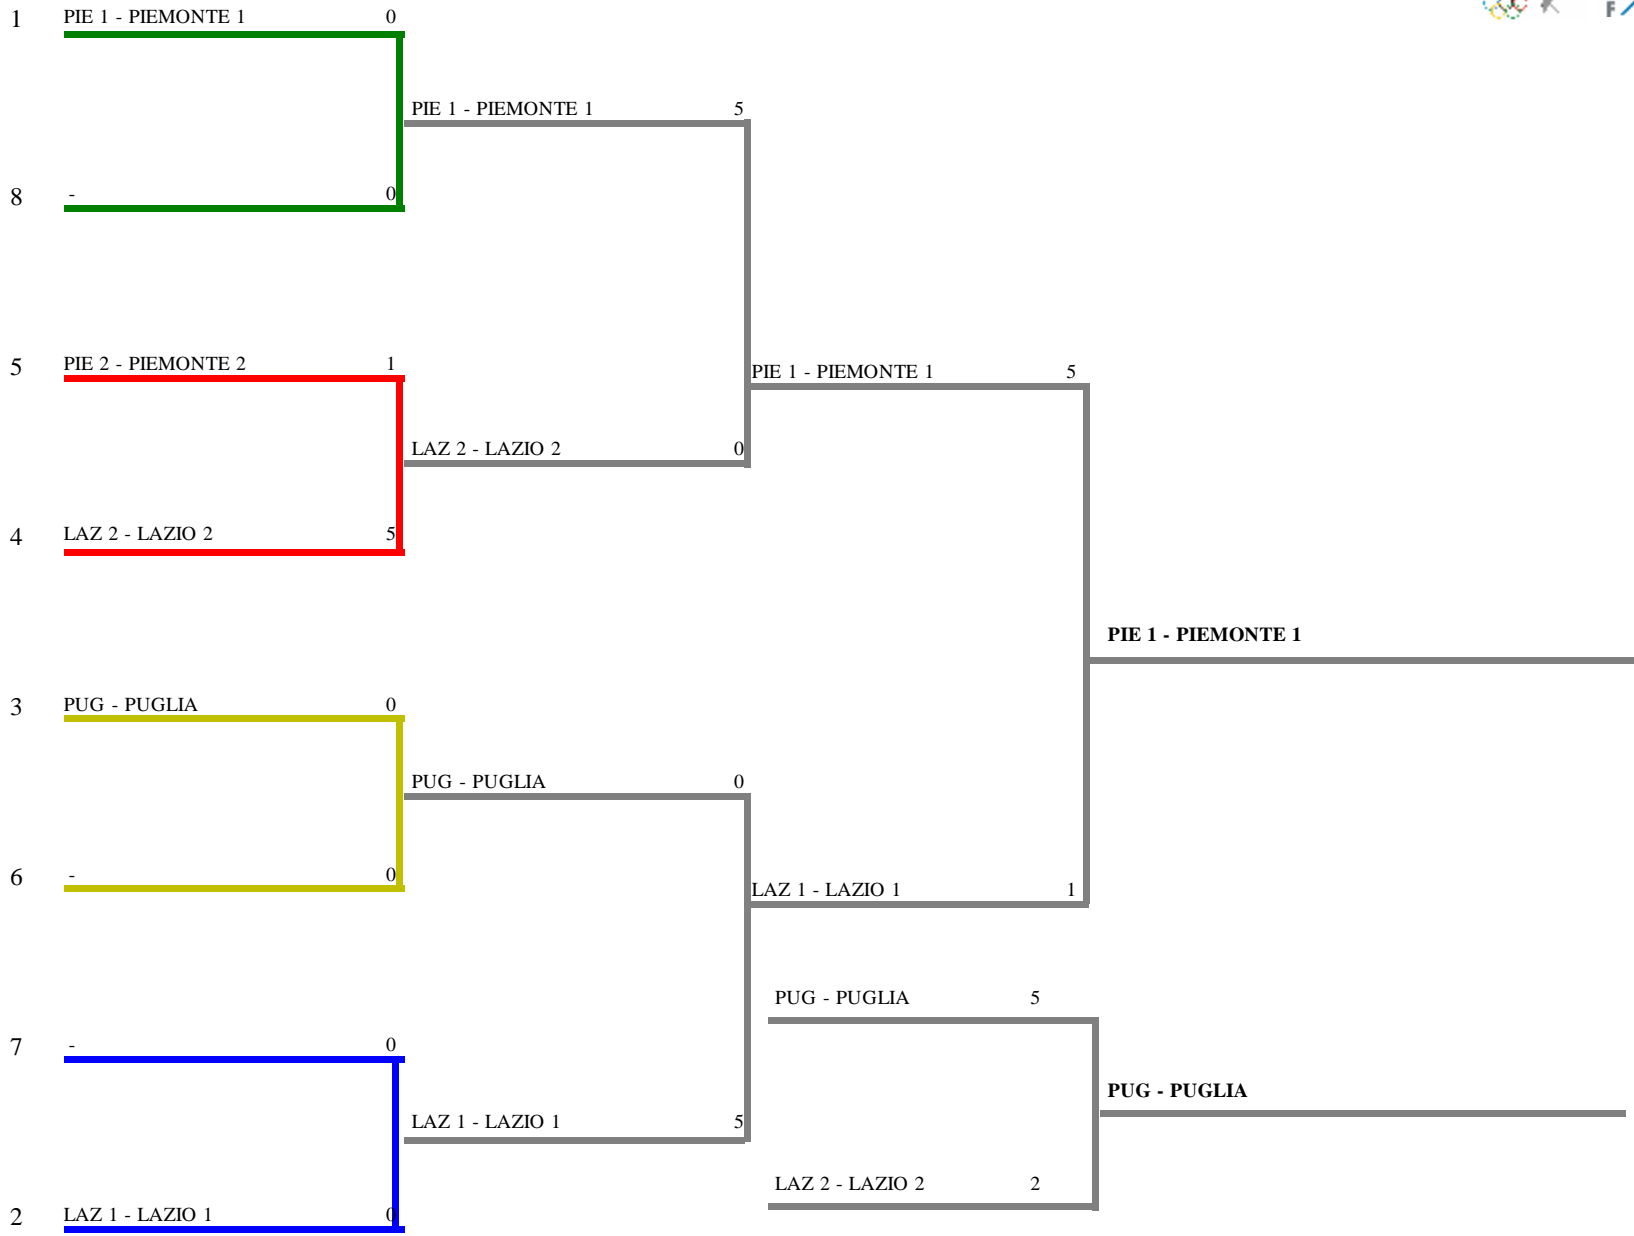 1 PIE 1 - PIEMONTE 1 0
PIE 1 - PIEMONTE 1 5
8 - 0
5 PIE 2 - PIEMONTE 2 1
PIE 1 - PIEMONTE 1 5
LAZ 2 - LAZIO 2 0
4 LAZ 2 - LAZIO 2 5
PIE 1 - PIEMONTE 1
3 PUG - PUGLIA 0
PUG - PUGLIA 0
6 - 0
LAZ 1 - LAZIO 1 1
PUG - PUGLIA 5
7 - 0
PUG - PUGLIA
LAZ 1 - LAZIO 1 5
LAZ 2 - LAZIO 2 2
2 LAZ 1 - LAZIO 1 0